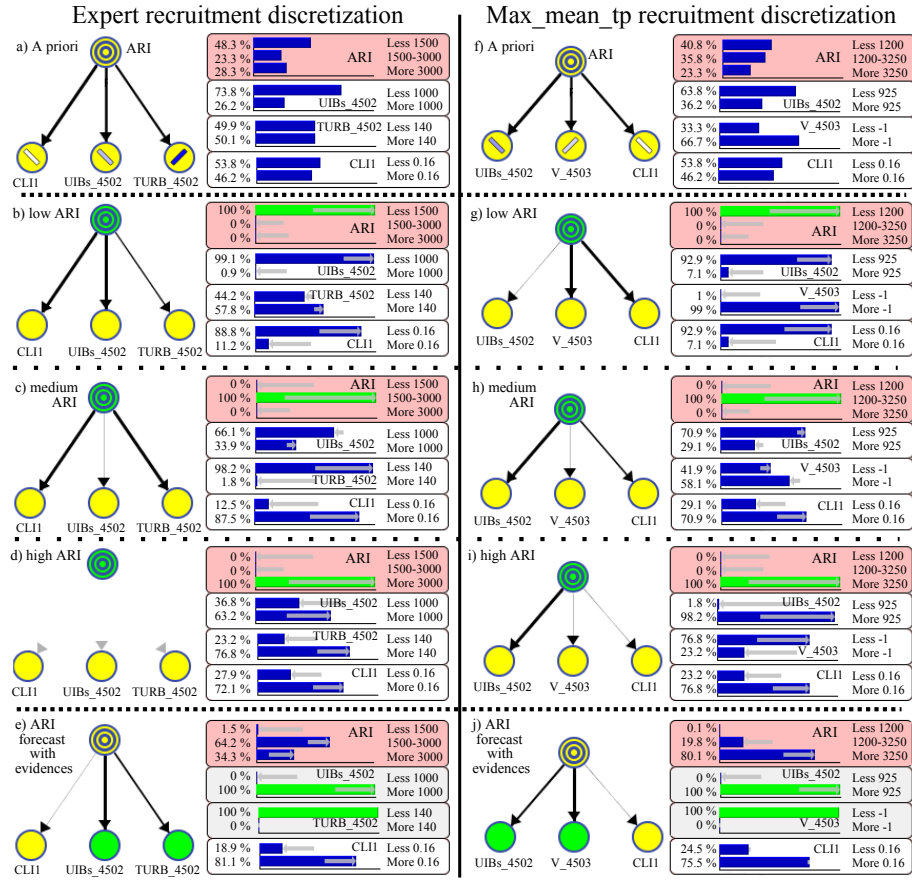 Expert recruitment discretization
a) A priori
ARI
CLI1
UIBs_4502
TURB_4502
48.3 %
23.3 %
28.3 %
ARI
Less 1500
1500-3000
More 3000
73.8 %
26.2 %
UIBs_4502
Less 1000
More 1000
49.9 %
50.1 %
TURB_4502
Less 140
More 140
53.8 %
46.2 %
CLI1
Less 0.16
More 0.16
b) low ARI
CLI1
UIBs_4502
TURB_4502
100 %
0 %
0 %
ARI
Less 1500
1500-3000
More 3000
99.1 %
0.9 %
UIBs_4502
Less 1000
More 1000
44.2 %
57.8 %
TURB_4502
Less 140
More 140
88.8 %
11.2 %
CLI1
Less 0.16
More 0.16
c) medium
ARI
CLI1
UIBs_4502
TURB_4502
0 %
100 %
0 %
ARI
Less 1500
1500-3000
More 3000
66.1 %
33.9 %
UIBs_4502
Less 1000
More 1000
98.2 %
1.8 %
TURB_4502
Less 140
More 140
12.5 %
87.5 %
CLI1
Less 0.16
More 0.16
d) high ARI
CLI1
UIBs_4502
TURB_4502
0 %
0 %
100 %
ARI
Less 1500
1500-3000
More 3000
36.8 %
63.2 %
UIBs_4502
Less 1000
More 1000
23.2 %
76.8 %
TURB_4502
Less 140
More 140
27.9 %
72.1 %
CLI1
Less 0.16
More 0.16
e) ARI
forecast
with
evidences
CLI1
UIBs_4502
TURB_4502
1.5 %
64.2 %
34.3 %
ARI
Less 1500
1500-3000
More 3000
0 %
100 %
UIBs_4502
Less 1000
More 1000
100 %
0 %
TURB_4502
Less 140
More 140
18.9 %
81.1 %
CLI1
Less 0.16
More 0.16
Max_mean_tp recruitment discretization
f) A priori
ARI
UIBs_4502
V_4503
CLI1
40.8 %
35.8 %
23.3 %
ARI
Less 1200
1200-3250
More 3250
63.8 %
36.2 %
UIBs_4502
Less 925
More 925
33.3 %
66.7 %
V_4503
Less -1
More -1
53.8 %
46.2 %
CLI1
Less 0.16
More 0.16
g) low ARI
UIBs_4502
V_4503
CLI1
100 %
0 %
0 %
ARI
Less 1200
1200-3250
More 3250
92.9 %
7.1 %
UIBs_4502
Less 925
More 925
1 %
99 %
V_4503
Less -1
More -1
92.9 %
7.1 %
CLI1
Less 0.16
More 0.16
h) medium
ARI
UIBs_4502
V_4503
CLI1
0 %
100 %
0 %
ARI
Less 1200
1200-3250
More 3250
70.9 %
29.1 %
UIBs_4502
Less 925
More 925
41.9 %
58.1 %
V_4503
Less -1
More -1
29.1 %
70.9 %
CLI1
Less 0.16
More 0.16
i) high ARI
UIBs_4502
V_4503
CLI1
0 %
0 %
100 %
ARI
Less 1200
1200-3250
More 3250
1.8 %
98.2 %
UIBs_4502
Less 925
More 925
76.8 %
23.2 %
V_4503
Less -1
More -1
23.2 %
76.8 %
CLI1
Less 0.16
More 0.16
j) ARI
forecast
with
evidences
UIBs_4502
V_4503
CLI1
0.1 %
19.8 %
80.1 %
ARI
Less 1200
1200-3250
More 3250
0 %
100 %
UIBs_4502
Less 925
More 925
100 %
0 %
V_4503
Less -1
More -1
24.5 %
75.5 %
CLI1
Less 0.16
More 0.16